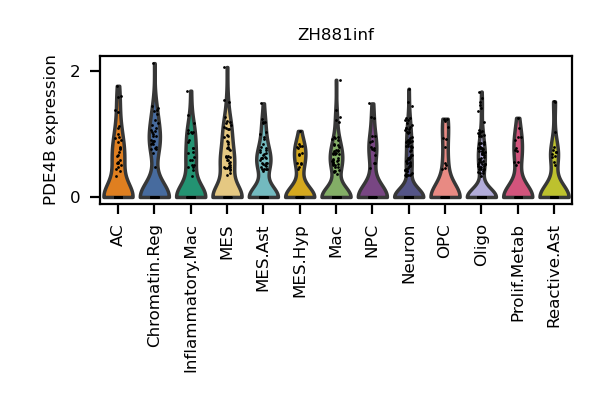 ZH881inf
PDE4B expression
2
0
AC
Chromatin.Reg
Inflammatory.Mac
MES
MES.Ast
MES.Hyp
Mac
NPC
Neuron
OPC
Oligo
Prolif.Metab
Reactive.Ast